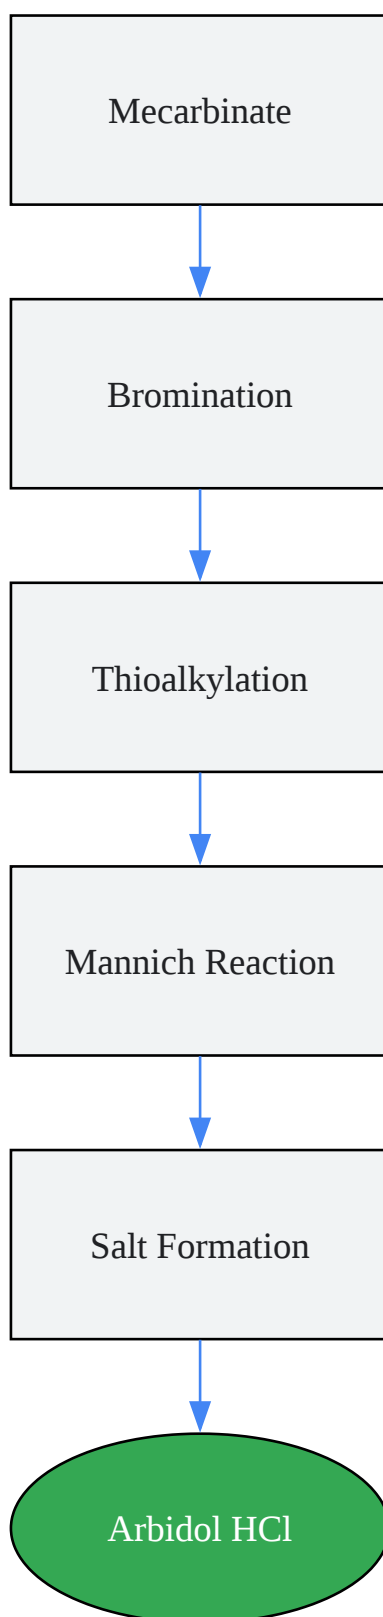 Mecarbinate
Bromination
Thioalkylation
Mannich Reaction
Salt Formation
Arbidol HCl